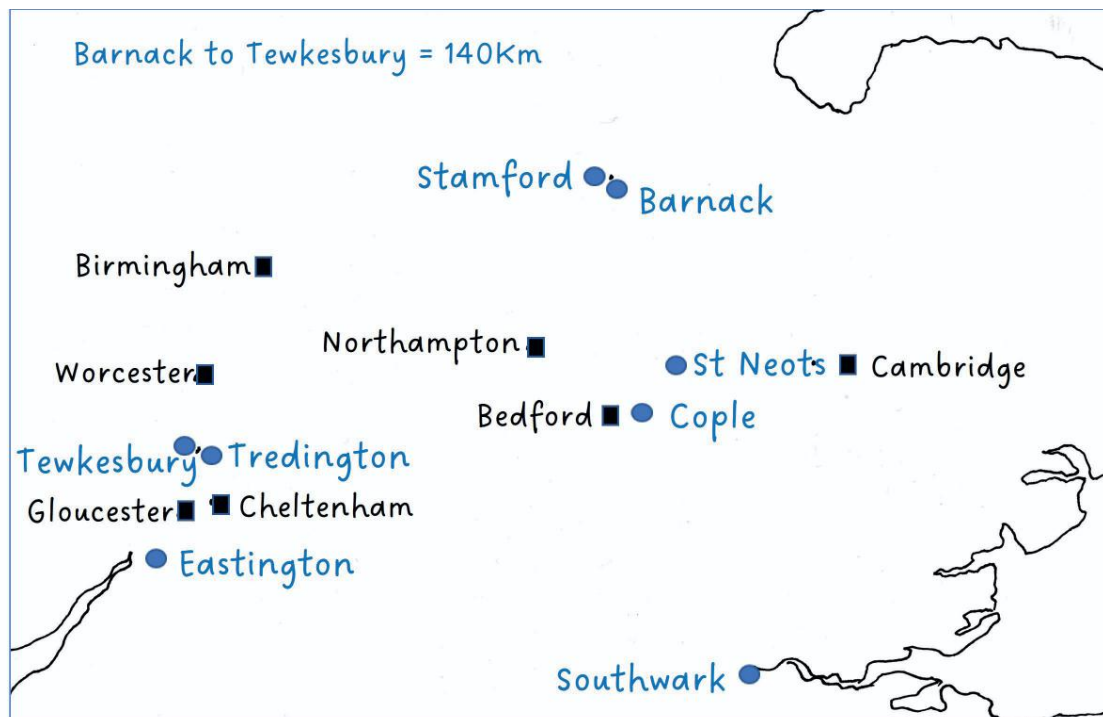 Barnack to Tewkesbury = 140Km
Stamford
Barnack
Birmingham
Northampton
Worcester
St Neots
Cambridge
Bedford
Cople
Tewkesbury
Tredington
Gloucester
Cheltenham
Eastington
Southwark